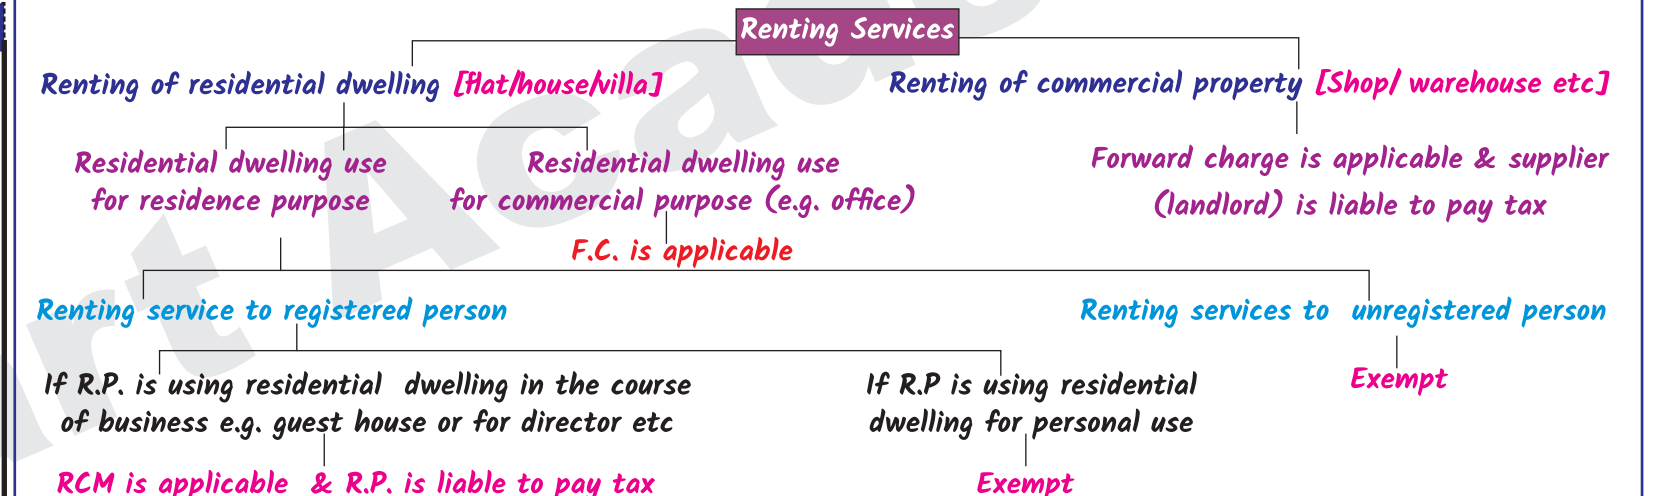 Renting Services
Renting of residential dwelling [flat/house/villa]
Renting of commercial property [Shop/ warehouse etc]
Residential dwelling use
for residence purpose
Residential dwelling use
for commercial purpose (e.g. office)
F.C. is applicable
Forward charge is applicable & supplier
(landlord) is liable to pay tax
Renting service to registered person
Renting services to unregistered person
If R.P. is using residential dwelling in the course
of business e.g. guest house or for director etc
RCM is applicable & R.P. is liable to pay tax
If R.P is using residential
dwelling for personal use
Exempt
Exempt